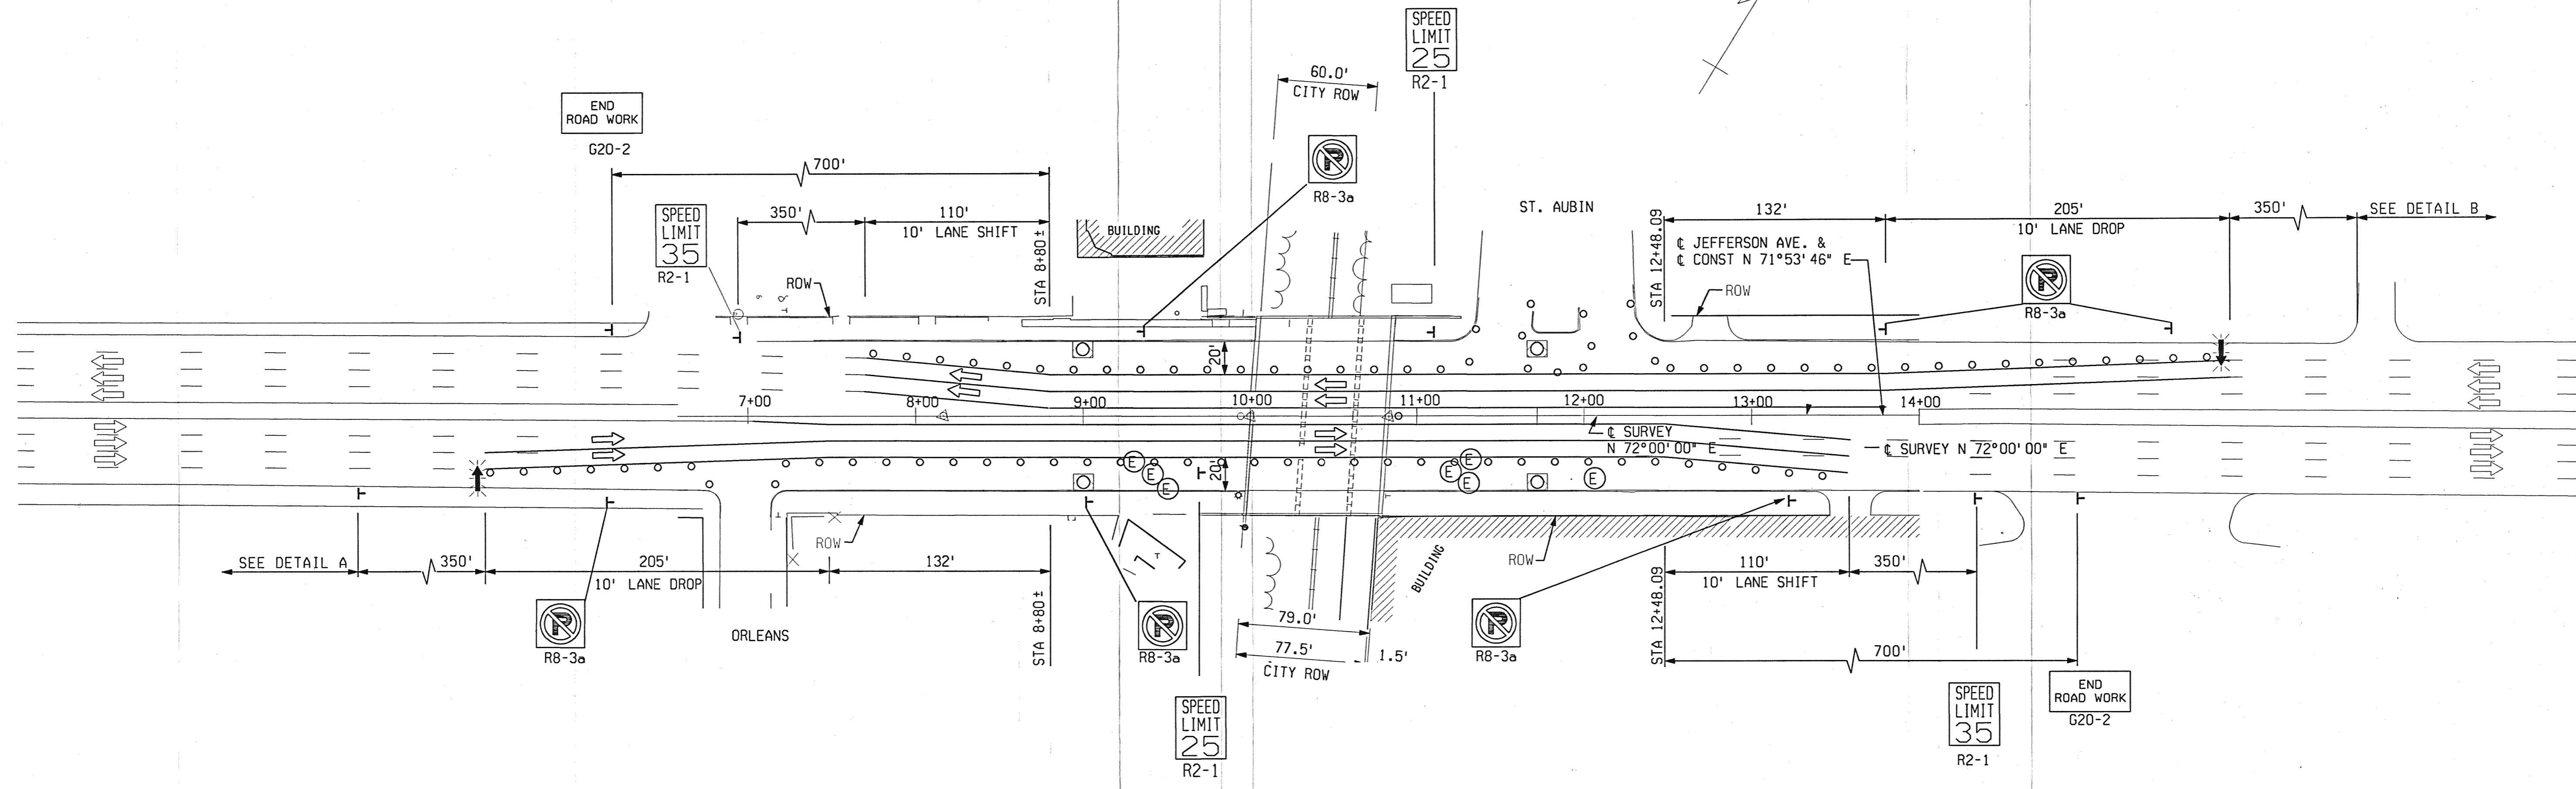 SPEED
LIMIT
25
R2-1
60.0'
CITY ROW
END
ROAD WORK
G20-2
700'
R8-3a
SPEED
LIMIT
35
R2-1
350'
110'
10' LANE SHIFT
STA 8+80±
BUILDING
ROW
ST. AUBIN
STA 12+48.09
132'
205'
10' LANE DROP
350'
SEE DETAIL B
℄ JEFFERSON AVE. &
℄ CONST N 71°53'46" E
ROW
R8-3a
20'
7+00
8+00
9+00
10+00
11+00
12+00
13+00
14+00
℄ SURVEY
N 72°00'00" E
℄ SURVEY N 72°00'00" E
E
E
E
E
E
E
E
20'
ROW
ROW
BUILDING
SEE DETAIL A
350'
205'
10' LANE DROP
132'
STA 8+80±
R8-3a
ORLEANS
R8-3a
79.0'
77.5'
1.5'
CITY ROW
R8-3a
STA 12+48.09
110'
10' LANE SHIFT
350'
700'
SPEED
LIMIT
25
R2-1
SPEED
LIMIT
35
R2-1
END
ROAD WORK
G20-2